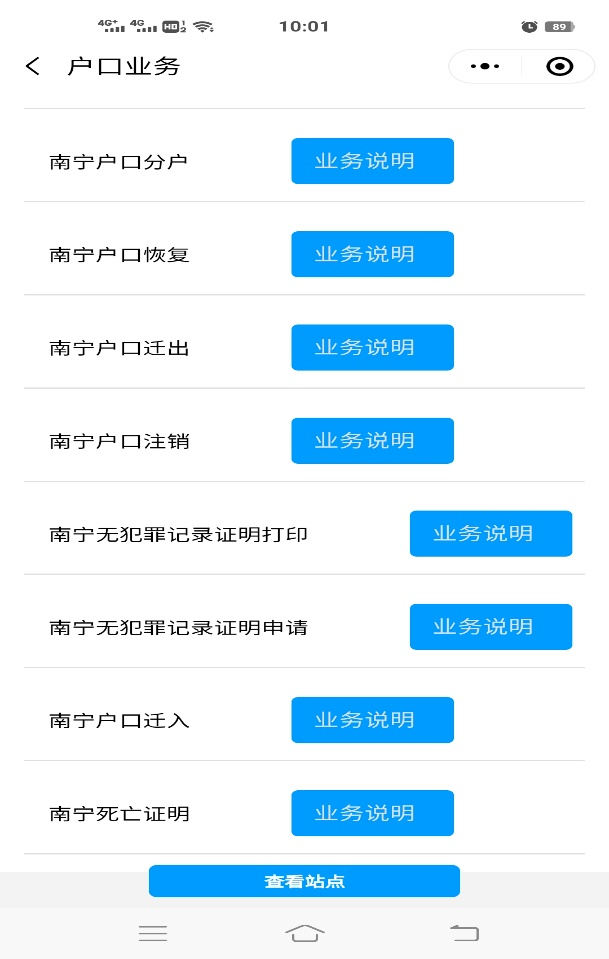 4G+ 4G HD 1 2 10:01 89
户口业务
南宁户口分户 业务说明
南宁户口恢复 业务说明
南宁户口迁出 业务说明
南宁户口注销 业务说明
南宁无犯罪记录证明打印 业务说明
南宁无犯罪记录证明申请 业务说明
南宁户口迁入 业务说明
南宁死亡证明 业务说明
查看站点